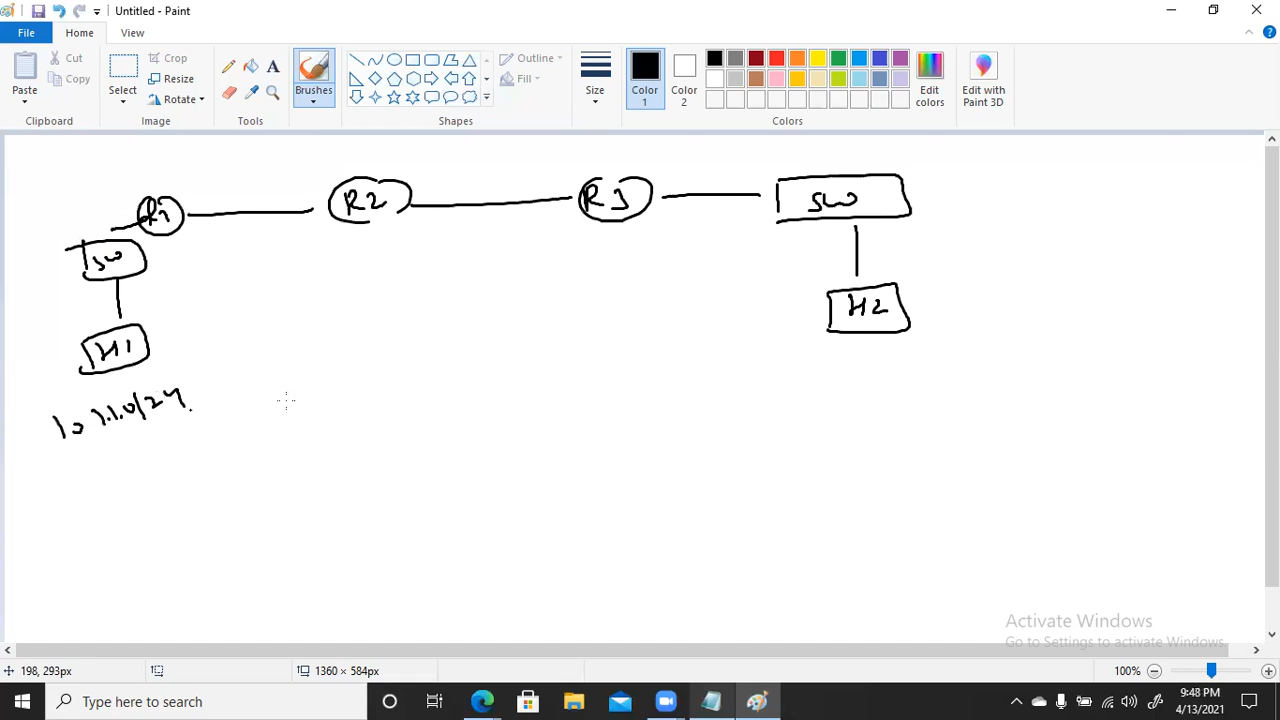 Untitled - Paint
File Home View
Paste
Cut
Copy
Clipboard
Select
Crop
Resize
Rotate
Image
Tools
Brushes
Outline
Fill
Shapes
Size
Color 1
Color 2
Edit colors
Colors
Edit with Paint 3D
R1
R2
R3
SW
SW
H2
H1
10.1.1.0/24
Activate Windows
Go to Settings to activate Windows.
198, 293px
1360 × 584px
100%
Type here to search
9:48 PM
4/13/2021